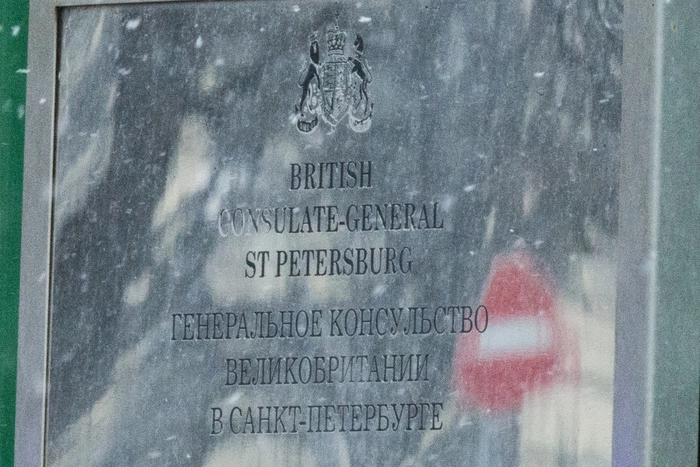 BRITISH
CONSULATE-GENERAL
ST PETERSBURG
ГЕНЕРАЛЬНОЕ КОНСУЛЬСТВО
ВЕЛИКОБРИТАНИИ
В САНКТ-ПЕТЕРБУРГЕ